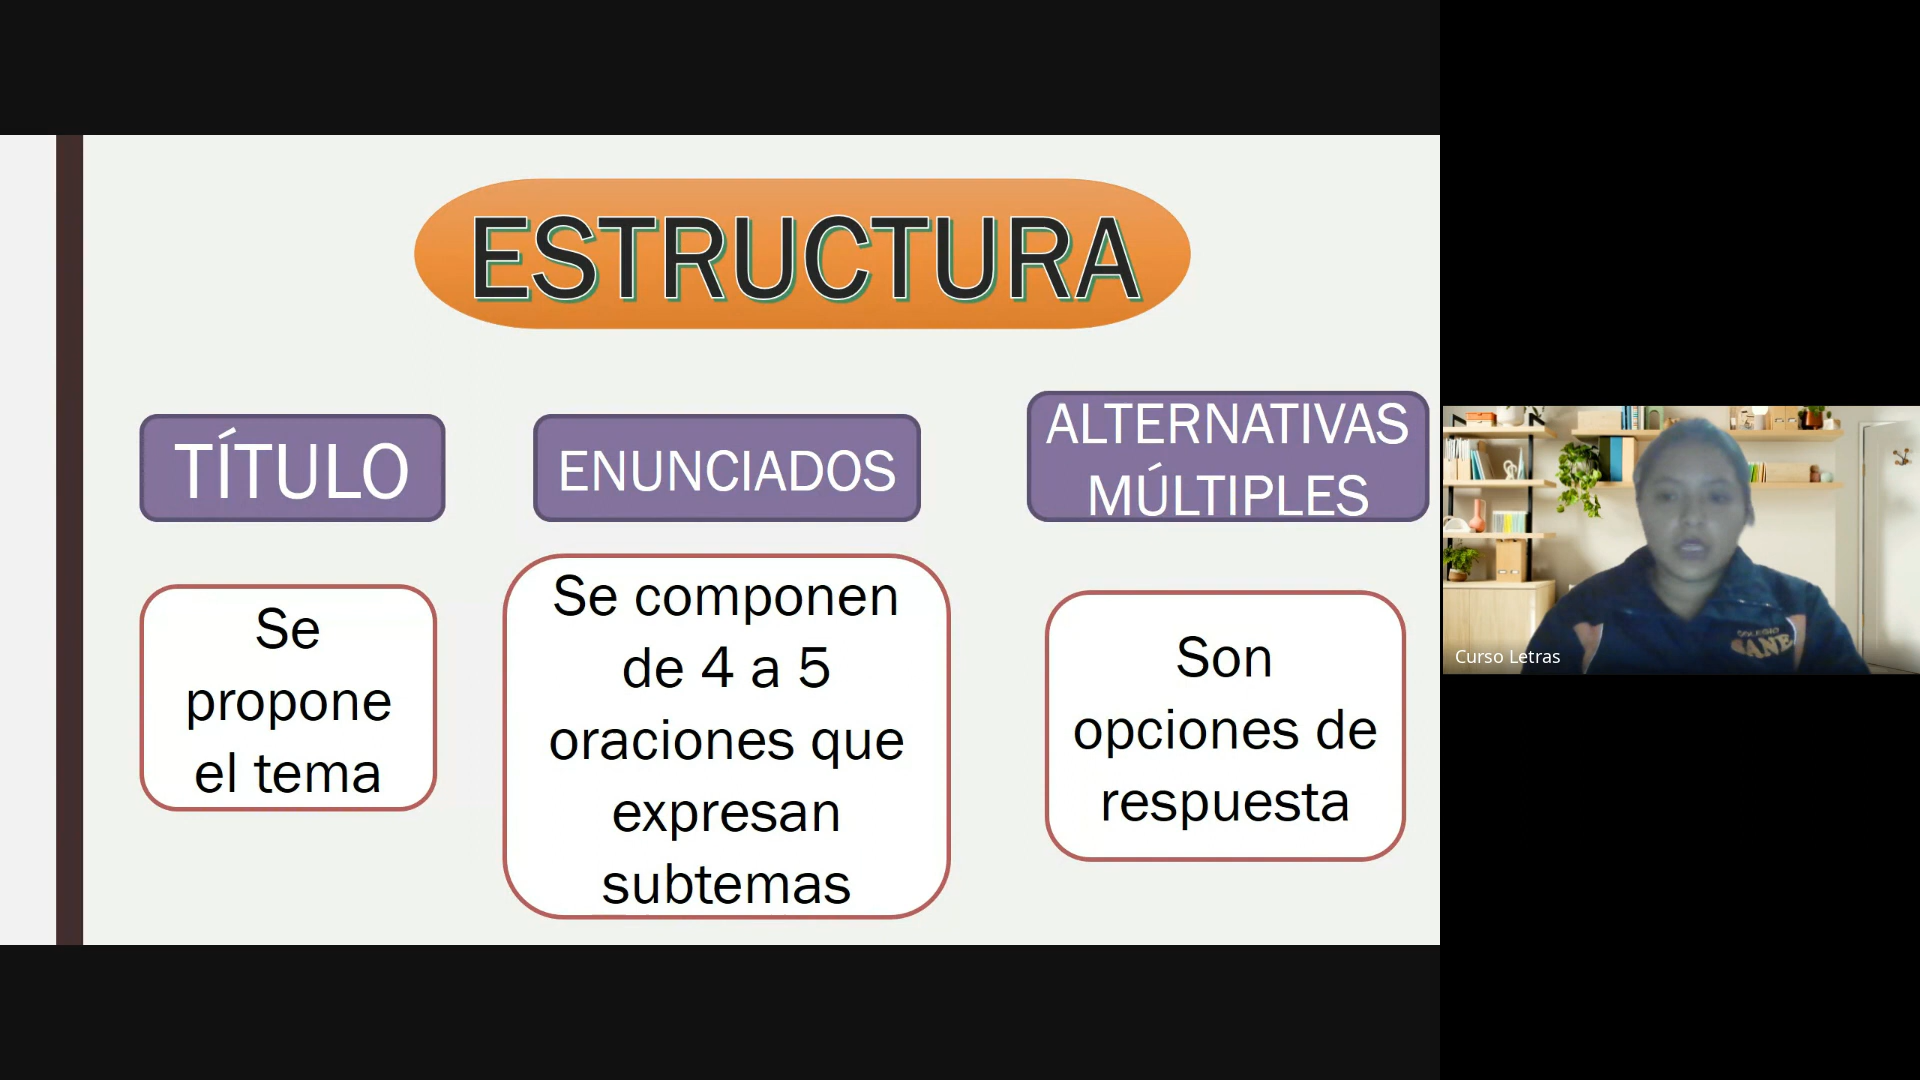 ESTRUCTURA
TÍTULO
ENUNCIADOS
ALTERNATIVAS
MÚLTIPLES
Se
propone
el tema
Se componen
de 4 a 5
oraciones que
expresan
subtemas
Son
opciones de
respuesta
Curso Letras
COLEGIO